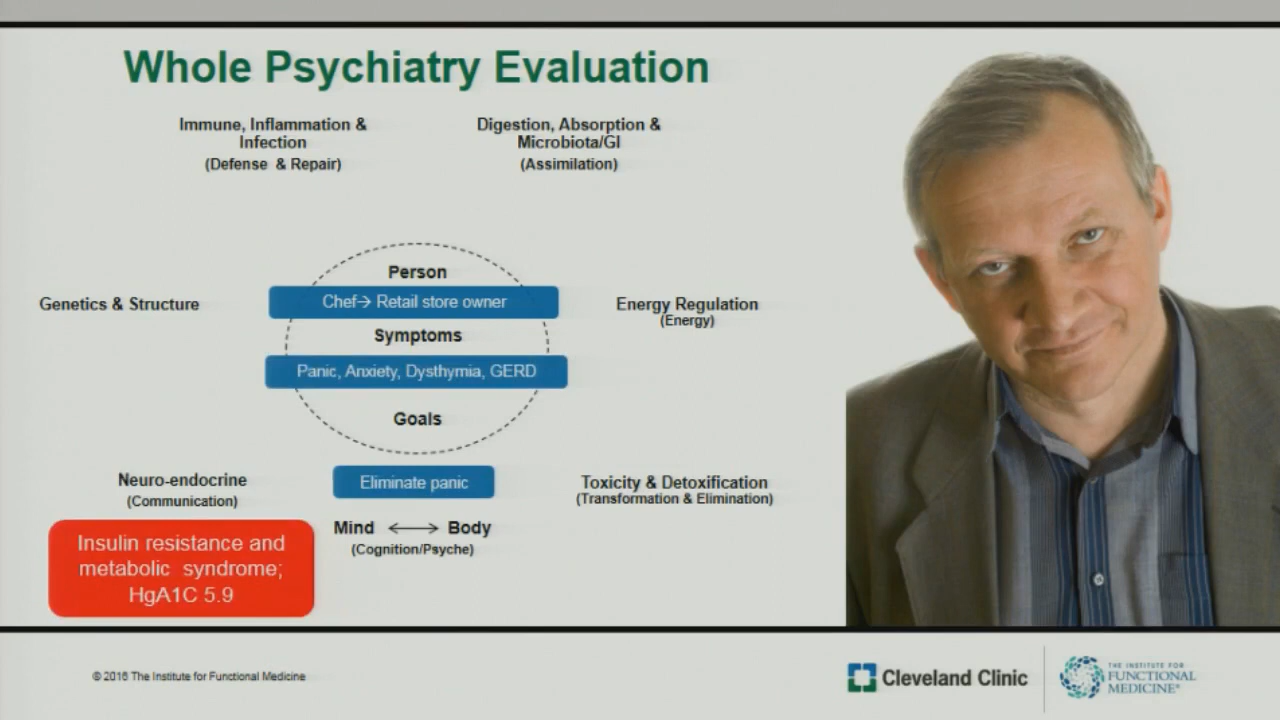 Whole Psychiatry Evaluation
Immune, Inflammation &
Infection
(Defense & Repair)
Digestion, Absorption &
Microbiota/GI
(Assimilation)
Genetics & Structure
Person
Chef→ Retail store owner
Symptoms
Panic, Anxiety, Dysthymia, GERD
Goals
Eliminate panic
Energy Regulation
(Energy)
Neuro-endocrine
(Communication)
Insulin resistance and
metabolic syndrome;
HgA1C 5.9
Mind ⟷ Body
(Cognition/Psyche)
Toxicity & Detoxification
(Transformation & Elimination)
© 2016 The Institute for Functional Medicine
Cleveland Clinic
THE INSTITUTE FOR
FUNCTIONAL
MEDICINE®